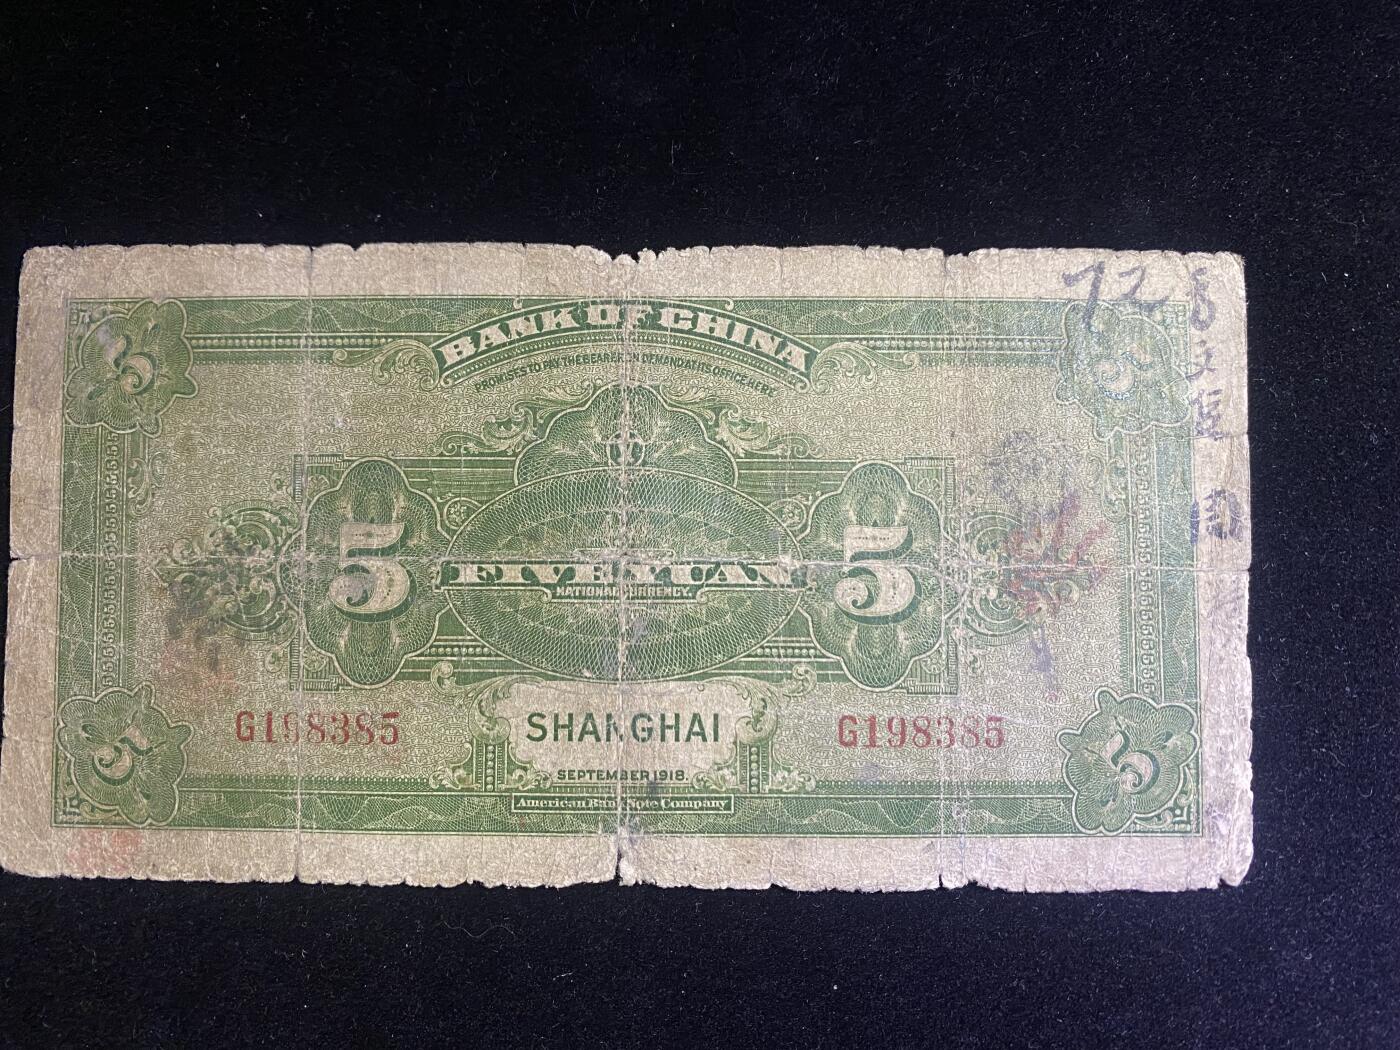 72
BANK OF CHINA
PROMISES TO PAY THE BEARER ON DEMAND AT ITS OFFICE HERE
5 5
5 5
FIVE YUAN
NATIONAL CURRENCY.
G198385 SHANGHAI G198385
SEPTEMBER 1918.
5 5
American Bank Note Company